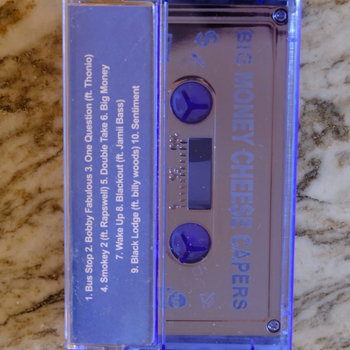 1. Bus Stop 2. Bobby Fabulous 3. One Question (ft. Thonio)
4. Smokey 2 (ft. Rapswell) 5. Double Take 6. Big Money
7. Wake Up 8. Blackout (ft. Jamil Bass)
9. Black Lodge (ft. billy woods) 10. Sentiment
BIG MONEY CHEESE CAPERS